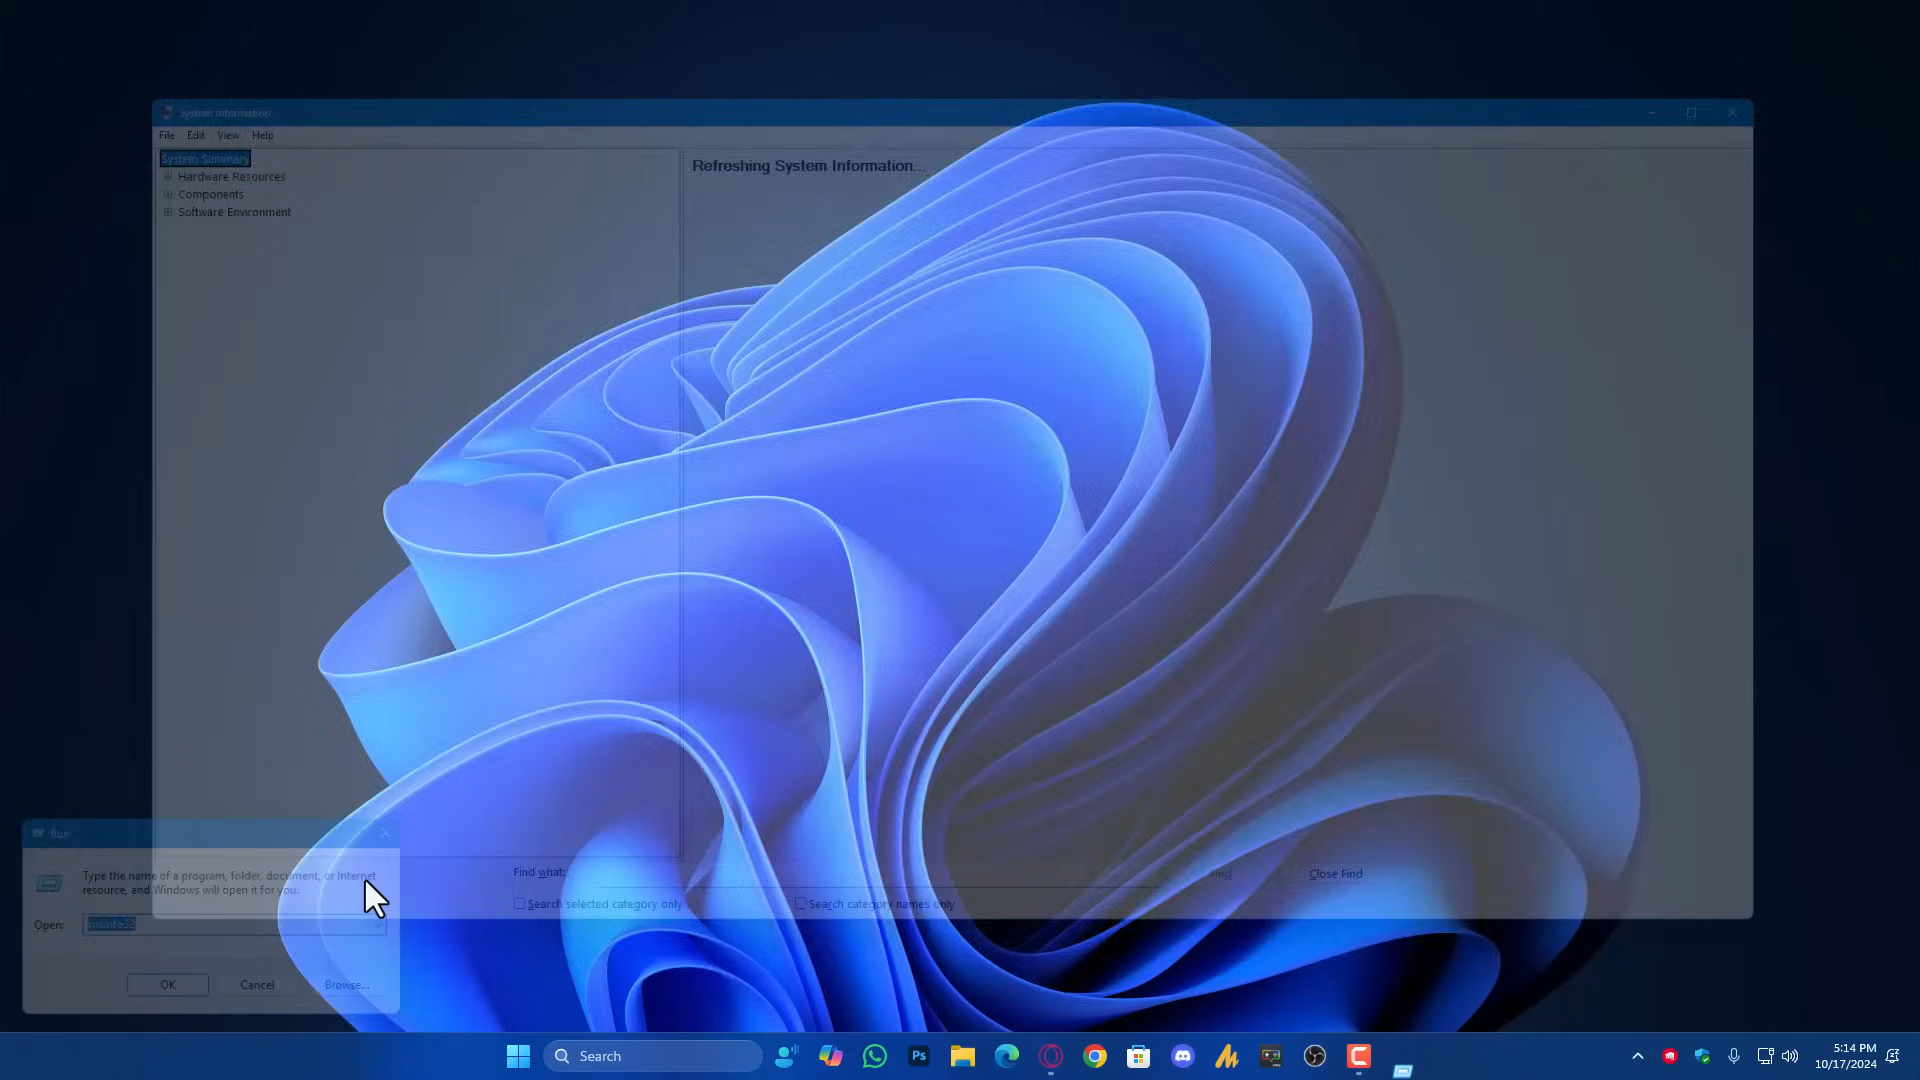 System Information
File Edit View Help
System Summary
Hardware Resources
Components
Software Environment
Refreshing System Information...
Find what:
Find
Close Find
Search selected category only
Search category names only
Run
Type the name of a program, folder, document, or Internet
resource, and Windows will open it for you.
Open: msinfo32
OK Cancel Browse...
Search
Ps
5:14 PM
10/17/2024